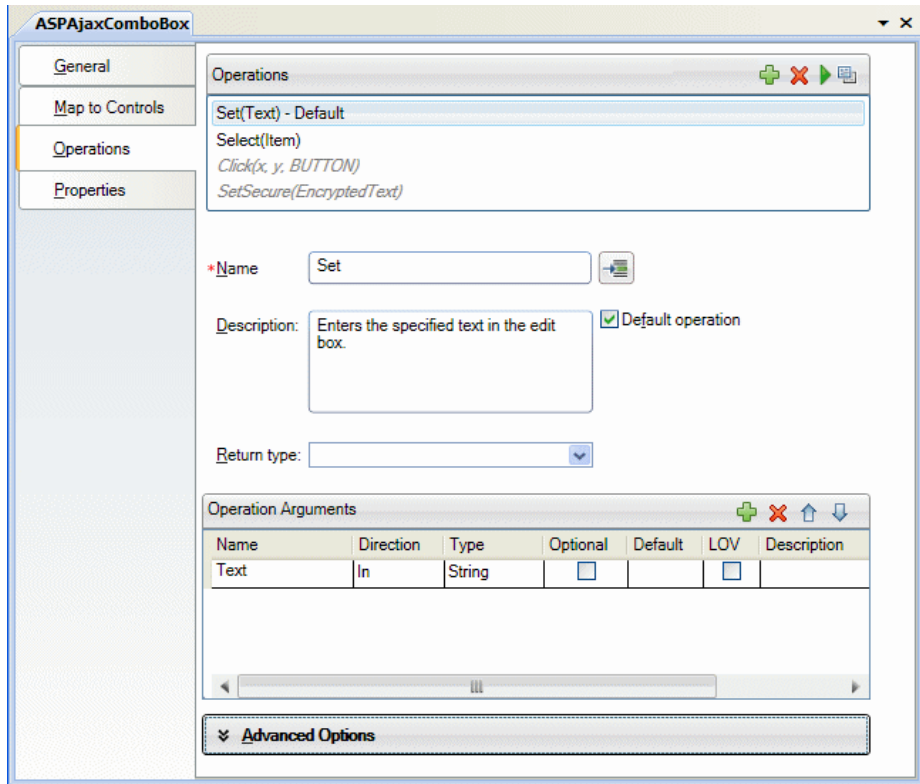 ASPAjaxComboBox
General
Map to Controls
Operations
Properties
Operations
Set(Text) - Default
Select(Item)
Click(x, y, BUTTON)
SetSecure(EncryptedText)
*Name
Set
Description:
Enters the specified text in the edit
box.
Default operation
Return type:
Operation Arguments
Name Direction Type Optional Default LOV Description
Text In String
Advanced Options